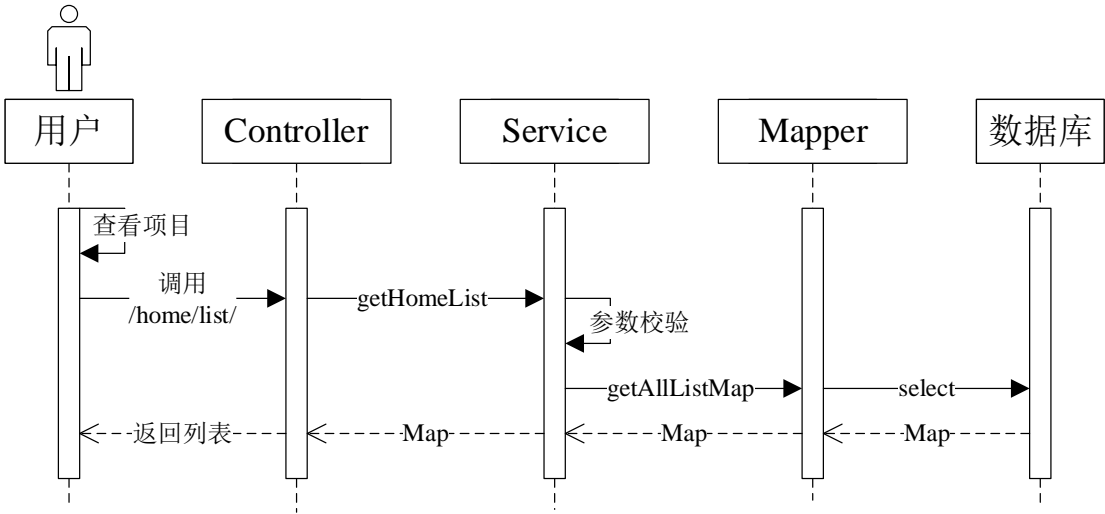 用户
Controller
Service
Mapper
数据库
查看项目
调用
/home/list/
getHomeList
参数校验
getAllListMap
select
返回列表
Map
Map
Map